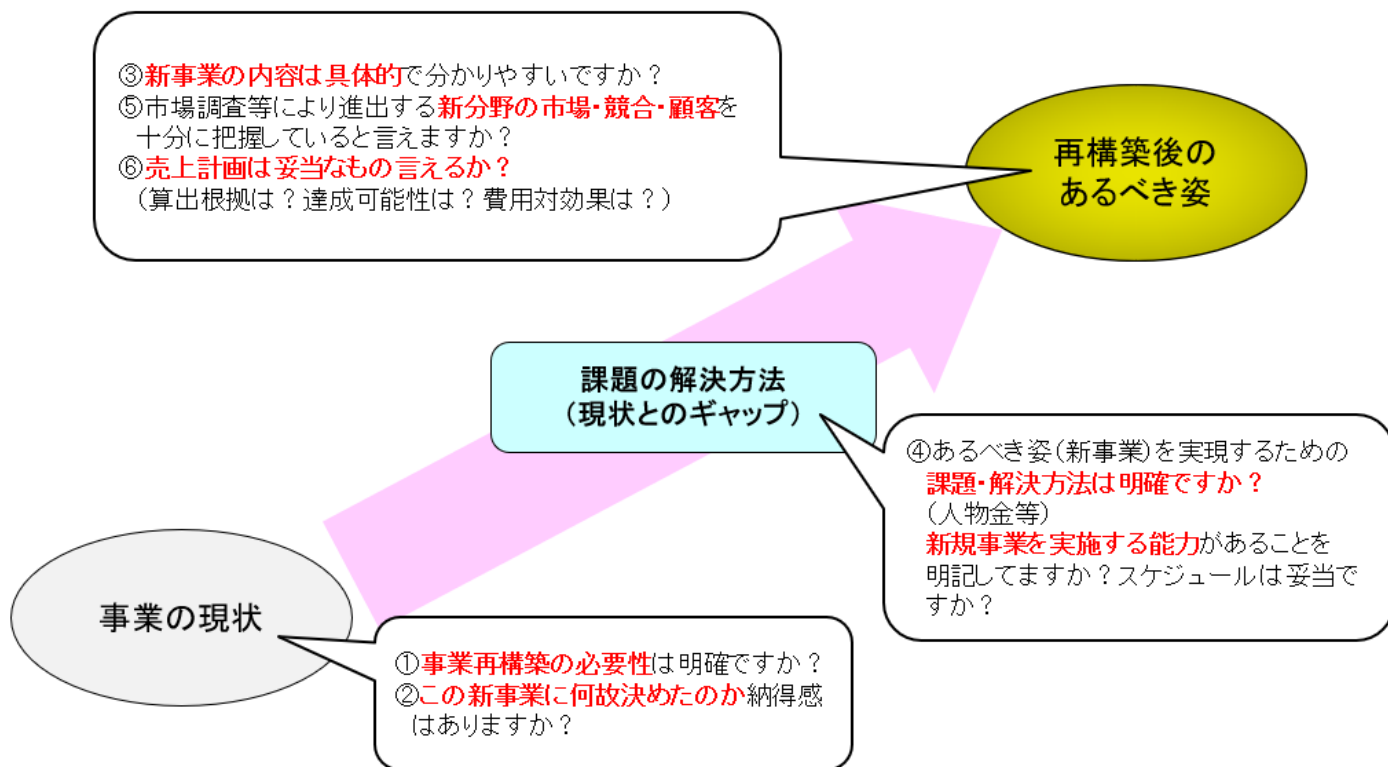 ③新事業の内容は具体的で分かりやすいですか？
⑤市場調査等により進出する新分野の市場・競合・顧客を
十分に把握していると言えますか？
⑥売上計画は妥当なもの言えるか？
（算出根拠は？達成可能性は？費用対効果は？）
再構築後の
あるべき姿
課題の解決方法
（現状とのギャップ）
④あるべき姿（新事業）を実現するための
課題・解決方法は明確ですか？
（人物金等）
新規事業を実施する能力があることを
明記してますか？スケジュールは妥当で
すか？
事業の現状
①事業再構築の必要性は明確ですか？
②この新事業に何故決めたのか納得感
はありますか？